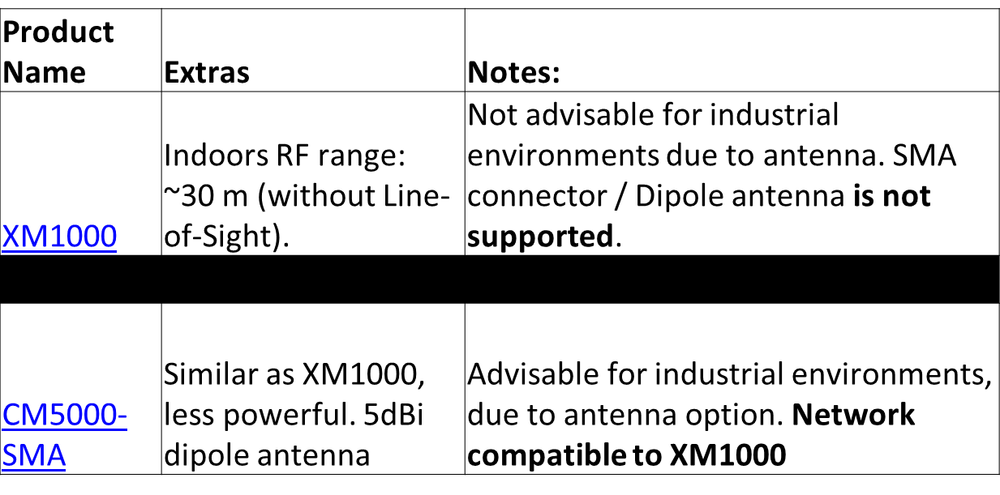 Product
Name
Extras
Notes:
XM1000
Indoors RF range:
~30 m (without Line-
of-Sight).
Not advisable for industrial
environments due to antenna. SMA
connector / Dipole antenna is not
supported.
CM5000-
SMA
Similar as XM1000,
less powerful. 5dBi
dipole antenna
Advisable for industrial environments,
due to antenna option. Network
compatible to XM1000